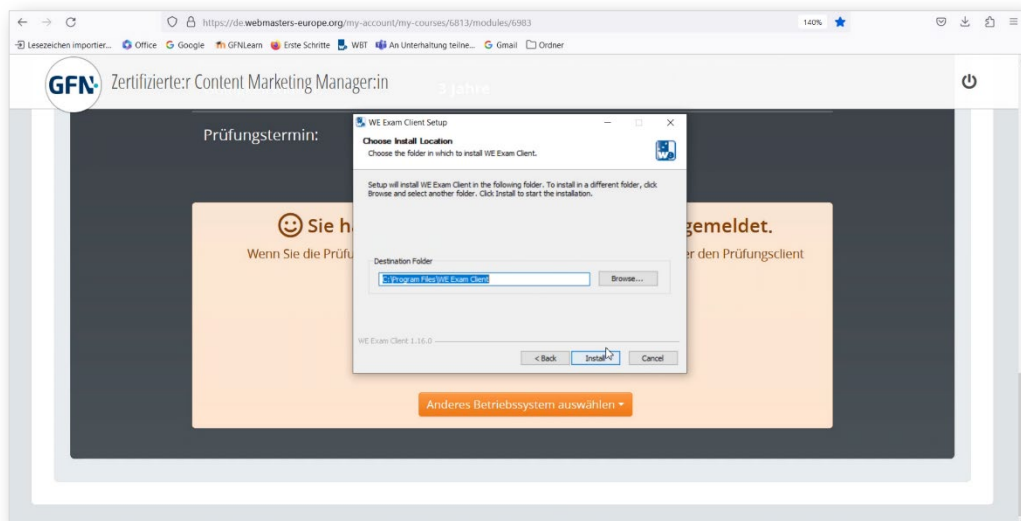 https://de.webmasters-europe.org/my-account/my-courses/6813/modules/6983
140%
Lesezeichen importier... Office Google GFNLearn Erste Schritte WBT An Unterhaltung teilne... Gmail Ordner
GFN Zertifizierte:r Content Marketing Manager:in
3 Jahre
Prüfungstermin:
WE Exam Client Setup
Choose Install Location
Choose the folder in which to install WE Exam Client.
Setup will install WE Exam Client in the following folder. To install in a different folder, click
Browse and select another folder. Click Install to start the installation.
Sie h
gemeldet.
Wenn Sie die Prüfu
er den Prüfungsclient
Destination Folder
C:\Program Files\WE Exam Client
Browse...
WE Exam Client 1.16.0
< Back Install Cancel
Anderes Betriebssystem auswählen